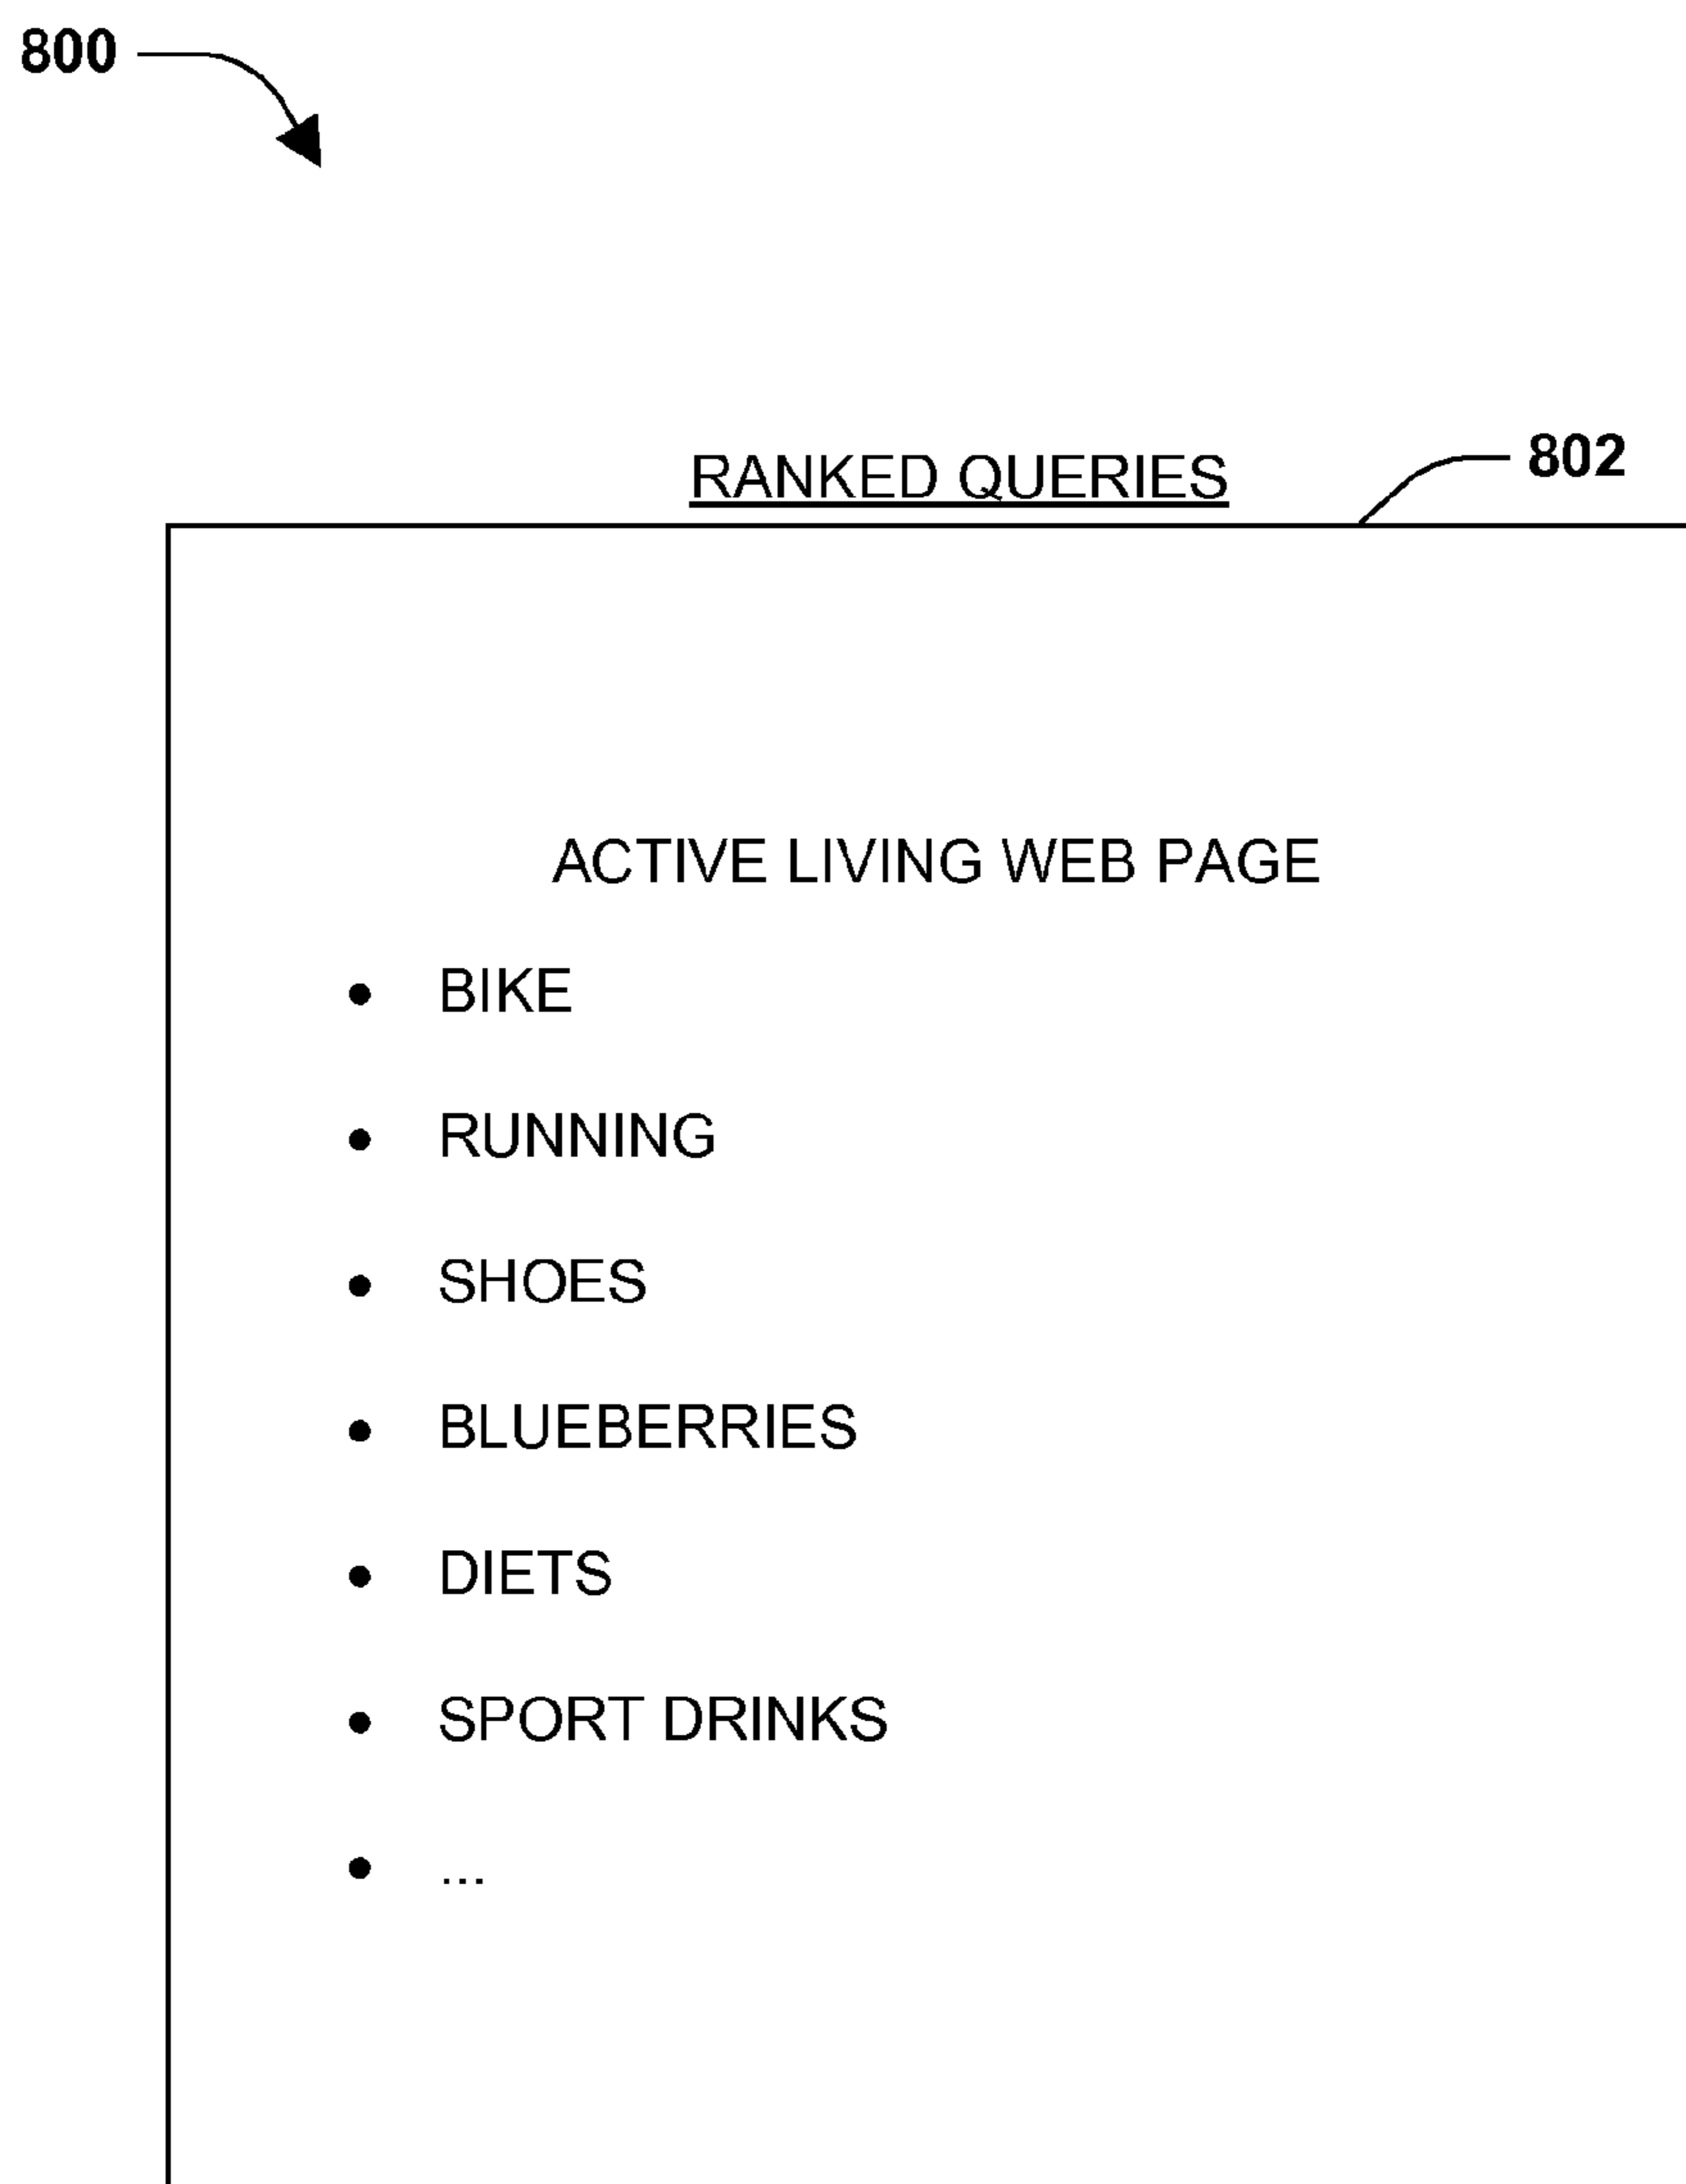 800
RANKED QUERIES
802
ACTIVE LIVING WEB PAGE
• BIKE
• RUNNING
• SHOES
• BLUEBERRIES
• DIETS
• SPORT DRINKS
• ...